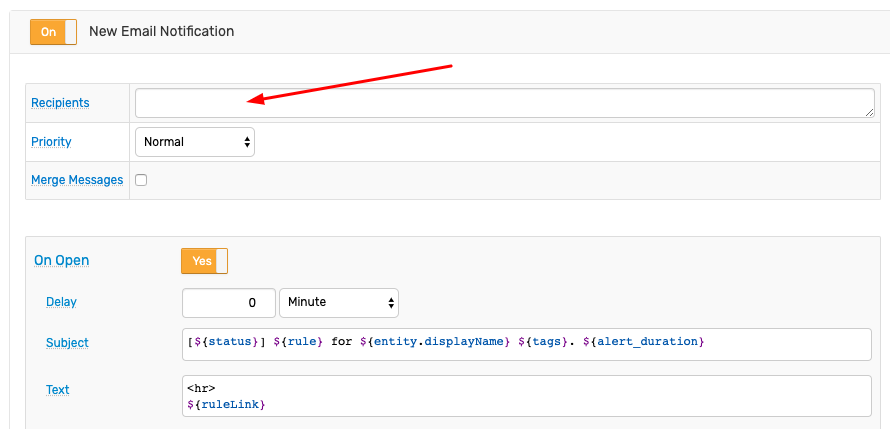 On New Email Notification
Recipients
Priority Normal
Merge Messages
On Open Yes
Delay 0 Minute
Subject [${status}] ${rule} for ${entity.displayName} ${tags}. ${alert_duration}
Text <hr>
${ruleLink}